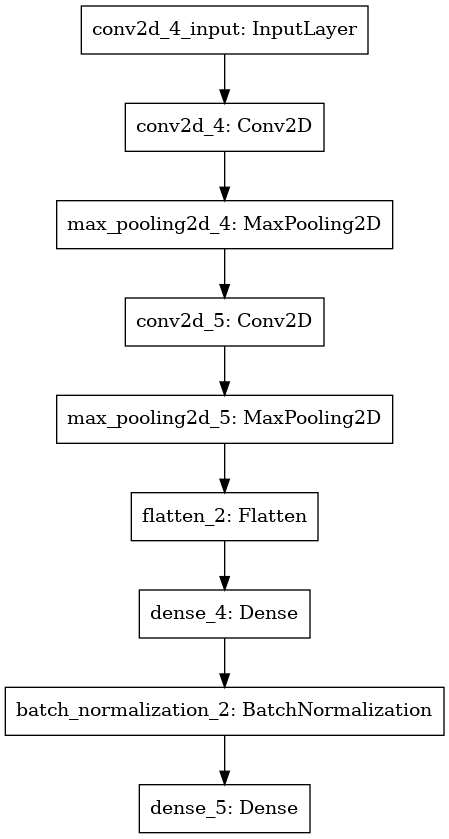 conv2d_4_input: InputLayer
conv2d_4: Conv2D
max_pooling2d_4: MaxPooling2D
conv2d_5: Conv2D
max_pooling2d_5: MaxPooling2D
flatten_2: Flatten
dense_4: Dense
batch_normalization_2: BatchNormalization
dense_5: Dense